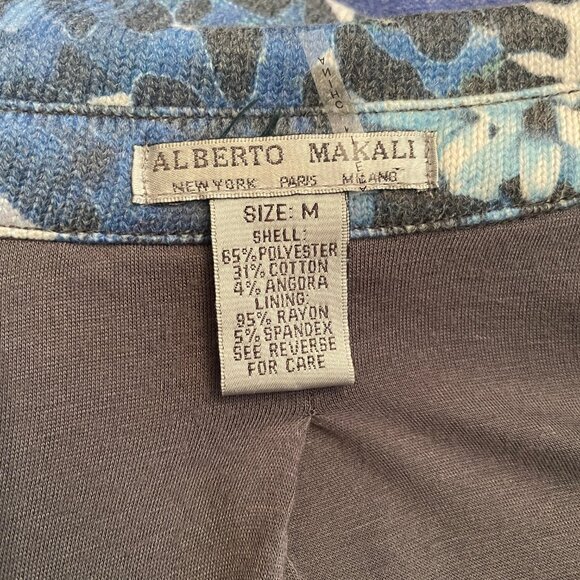 ALBERTO MAKALI
NEW YORK PARIS MILANO
SIZE: M
SHELL:
65% POLYESTER
31% COTTON
4% ANGORA
LINING:
95% RAYON
5% SPANDEX
SEE REVERSE
FOR CARE